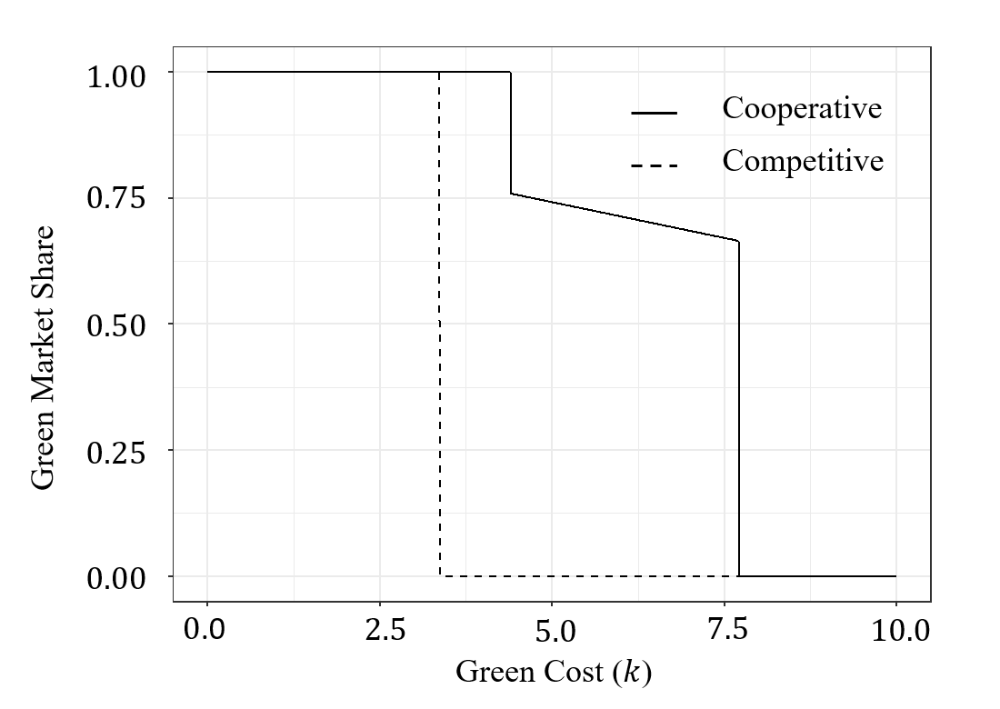 1.00
0.75
0.50
0.25
0.00
Green Market Share
Cooperative
Competitive
0.0 2.5 5.0 7.5 10.0
Green Cost (k)